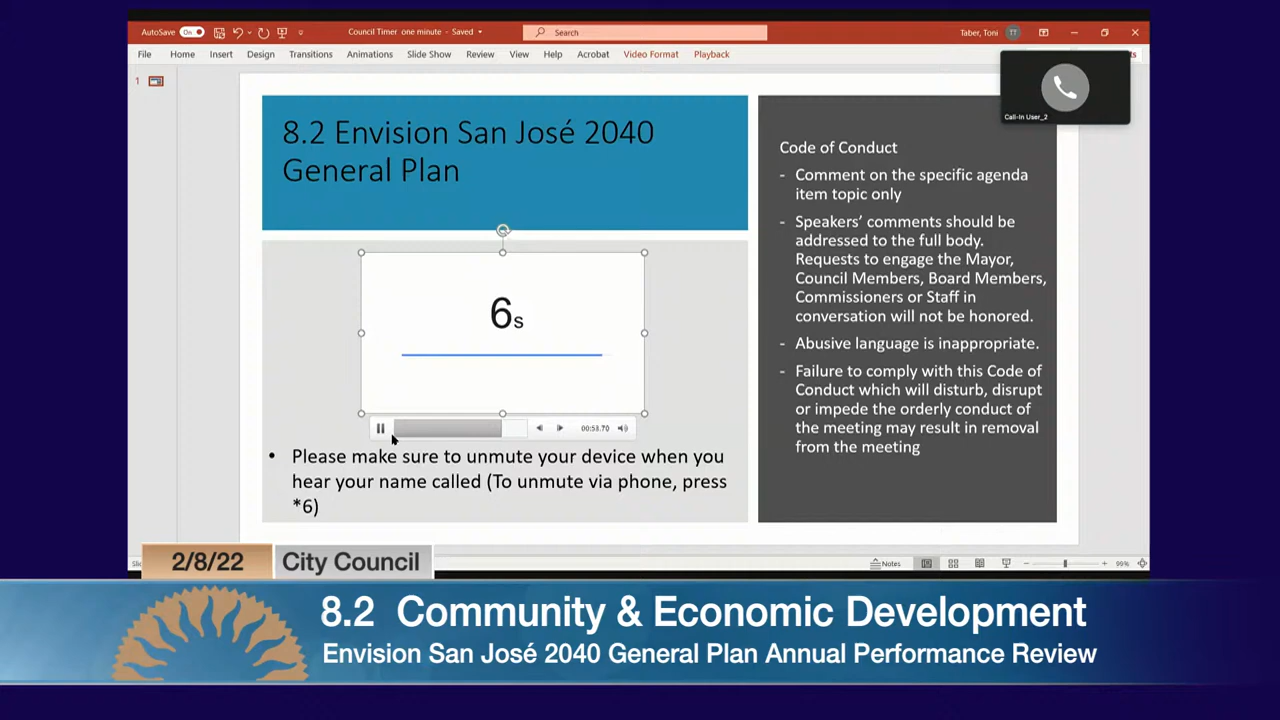 AutoSave On
Council Timer one minute - Saved
Search
Taber, Toni
TT
File Home Insert Design Transitions Animations Slide Show Review View Help Acrobat Video Format Playback
1
Call-In User_2
8.2 Envision San José 2040
General Plan
6s
00:53.70
• Please make sure to unmute your device when you
hear your name called (To unmute via phone, press
*6)
Code of Conduct
- Comment on the specific agenda
item topic only
- Speakers’ comments should be
addressed to the full body.
Requests to engage the Mayor,
Council Members, Board Members,
Commissioners or Staff in
conversation will not be honored.
- Abusive language is inappropriate.
- Failure to comply with this Code of
Conduct which will disturb, disrupt
or impede the orderly conduct of
the meeting may result in removal
from the meeting
Notes
99%
2/8/22 City Council
8.2 Community & Economic Development
Envision San José 2040 General Plan Annual Performance Review